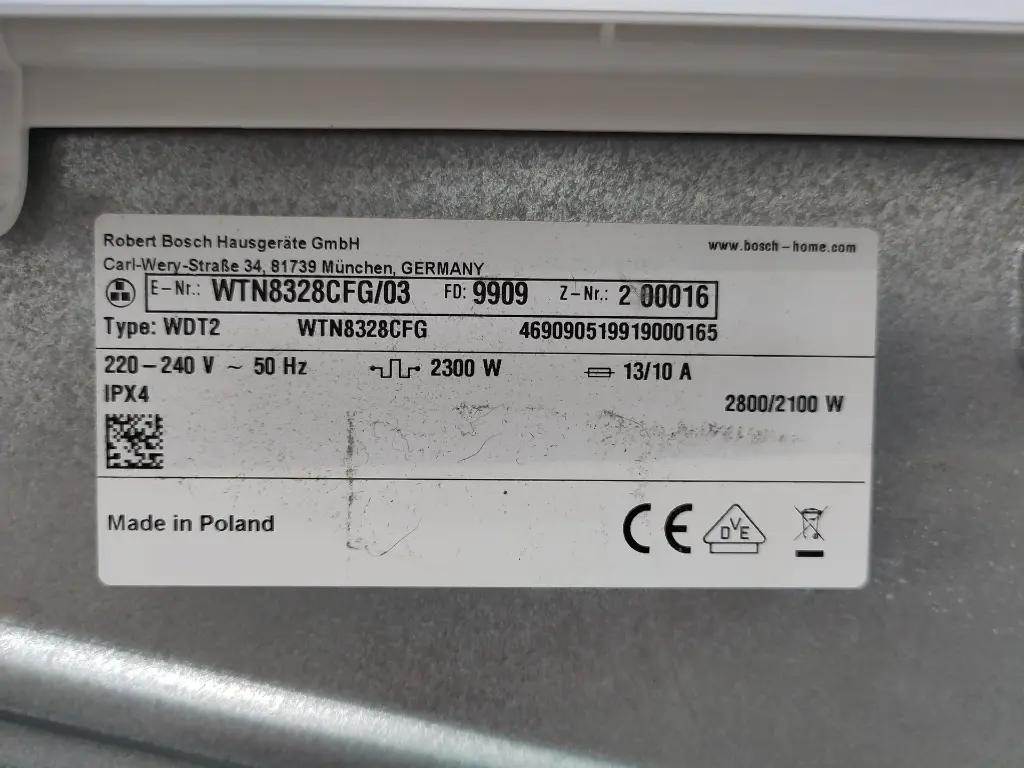 Robert Bosch Hausgeräte GmbH www.bosch-home.com
Carl-Wery-Straße 34, 81739 München, GERMANY
E-Nr.: WTN8328CFG/03 FD: 9909 Z-Nr.: 2 00016
Type: WDT2 WTN8328CFG 469090519919000165
220-240 V ~ 50 Hz 2300 W 13/10 A
IPX4 2800/2100 W
Made in Poland CE DVE